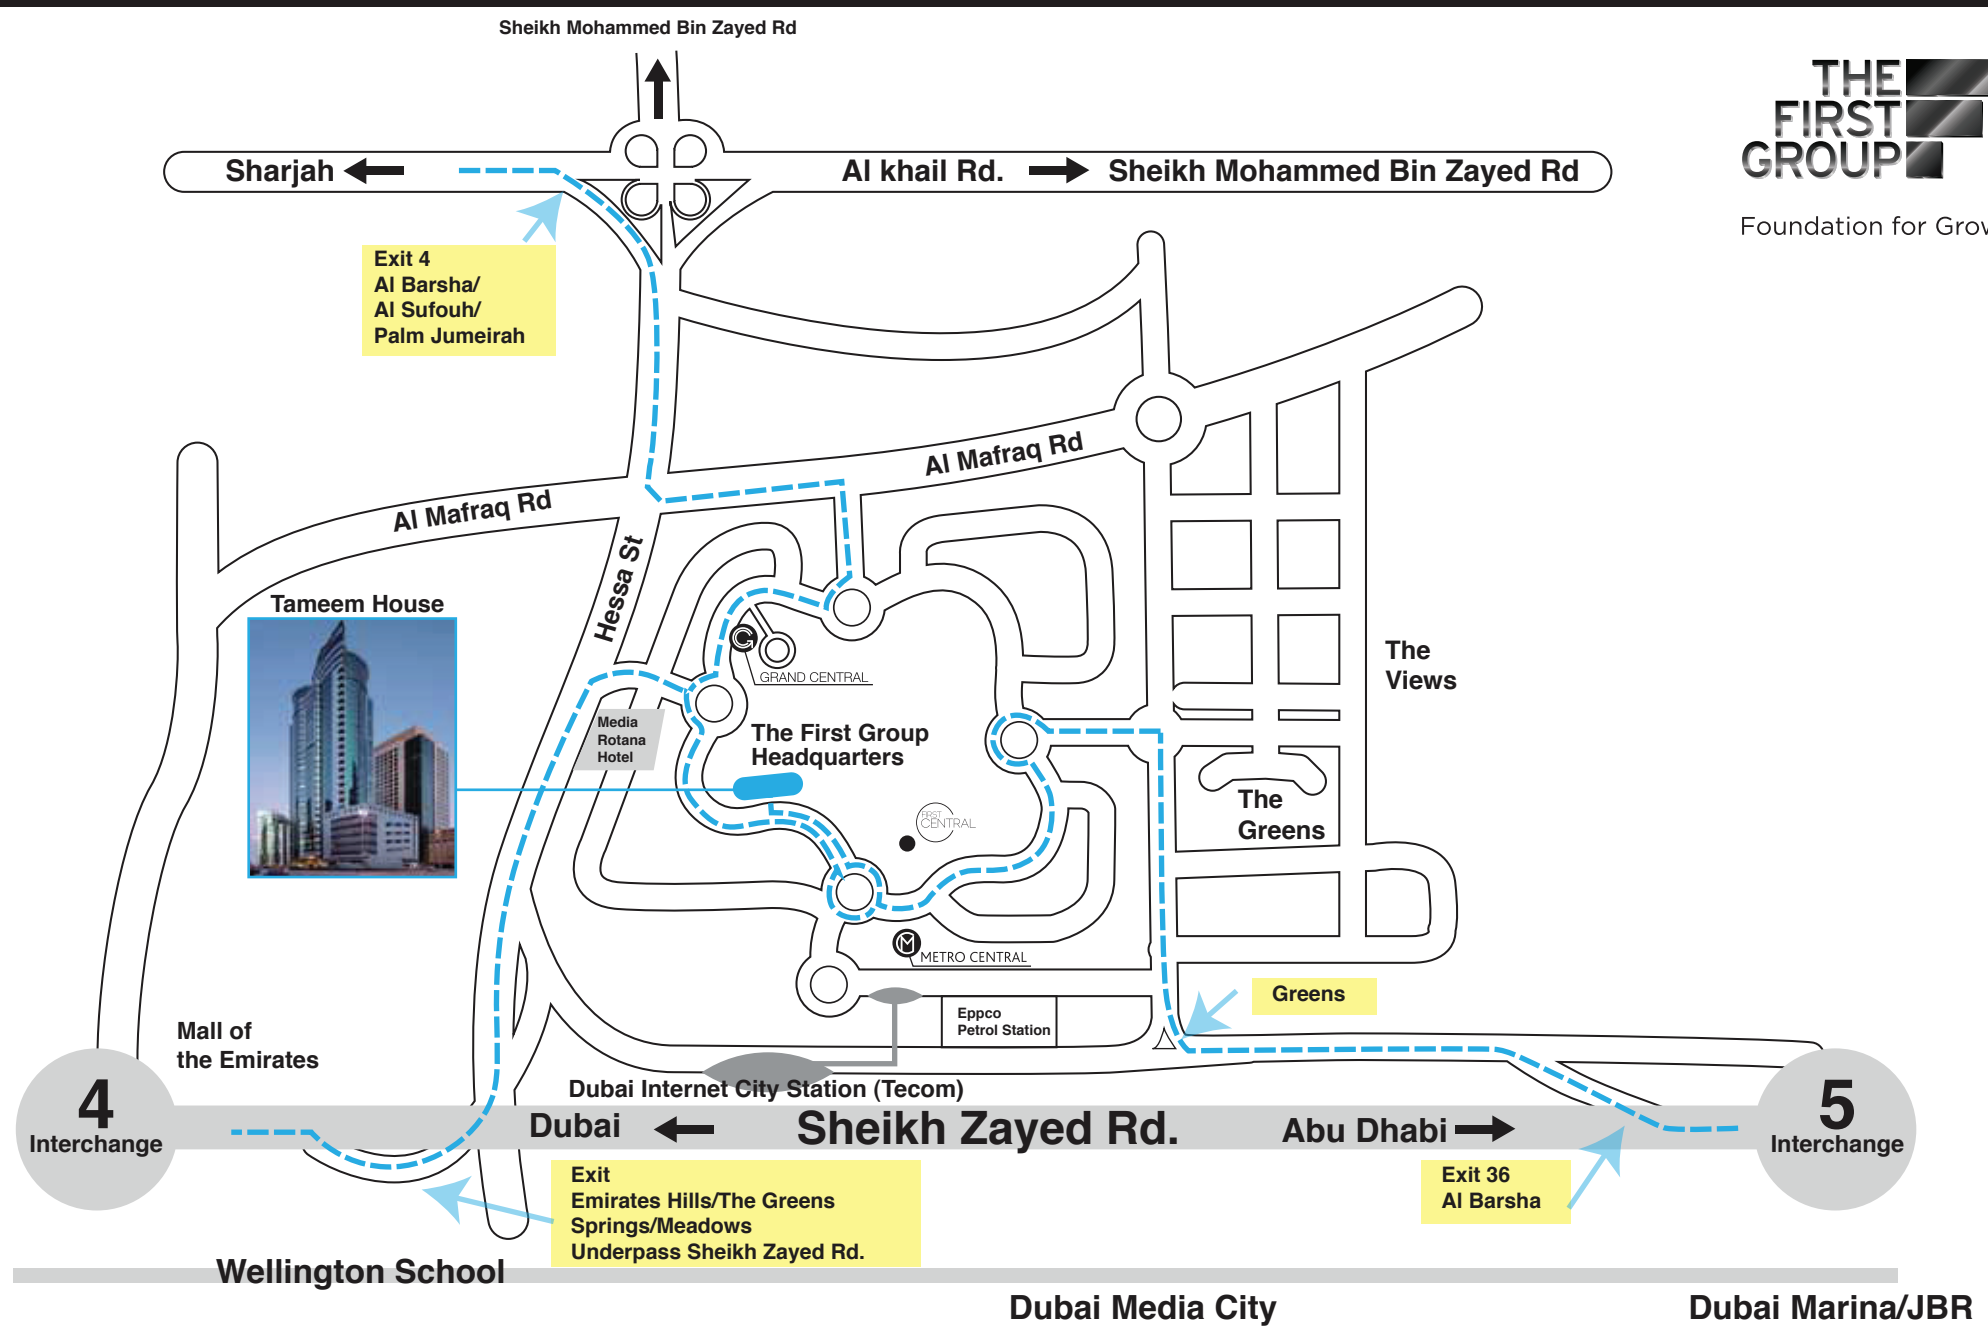 Sheikh Mohammed Bin Zayed Rd
THE
FIRST
GROUP
Foundation for Grow
Sharjah
Al khail Rd.
Sheikh Mohammed Bin Zayed Rd
Exit 4
Al Barsha/
Al Sufouh/
Palm Jumeirah
Al Mafraq Rd
Al Mafraq Rd
Hessa St
Tameem House
GRAND CENTRAL
The
Views
Media
Rotana
Hotel
The First Group
Headquarters
FIRST
CENTRAL
The
Greens
METRO CENTRAL
Greens
Eppco
Petrol Station
Mall of
the Emirates
Dubai Internet City Station (Tecom)
4
Interchange
Dubai
Sheikh Zayed Rd.
Abu Dhabi
5
Interchange
Exit
Emirates Hills/The Greens
Springs/Meadows
Underpass Sheikh Zayed Rd.
Exit 36
Al Barsha
Wellington School
Dubai Media City
Dubai Marina/JBR